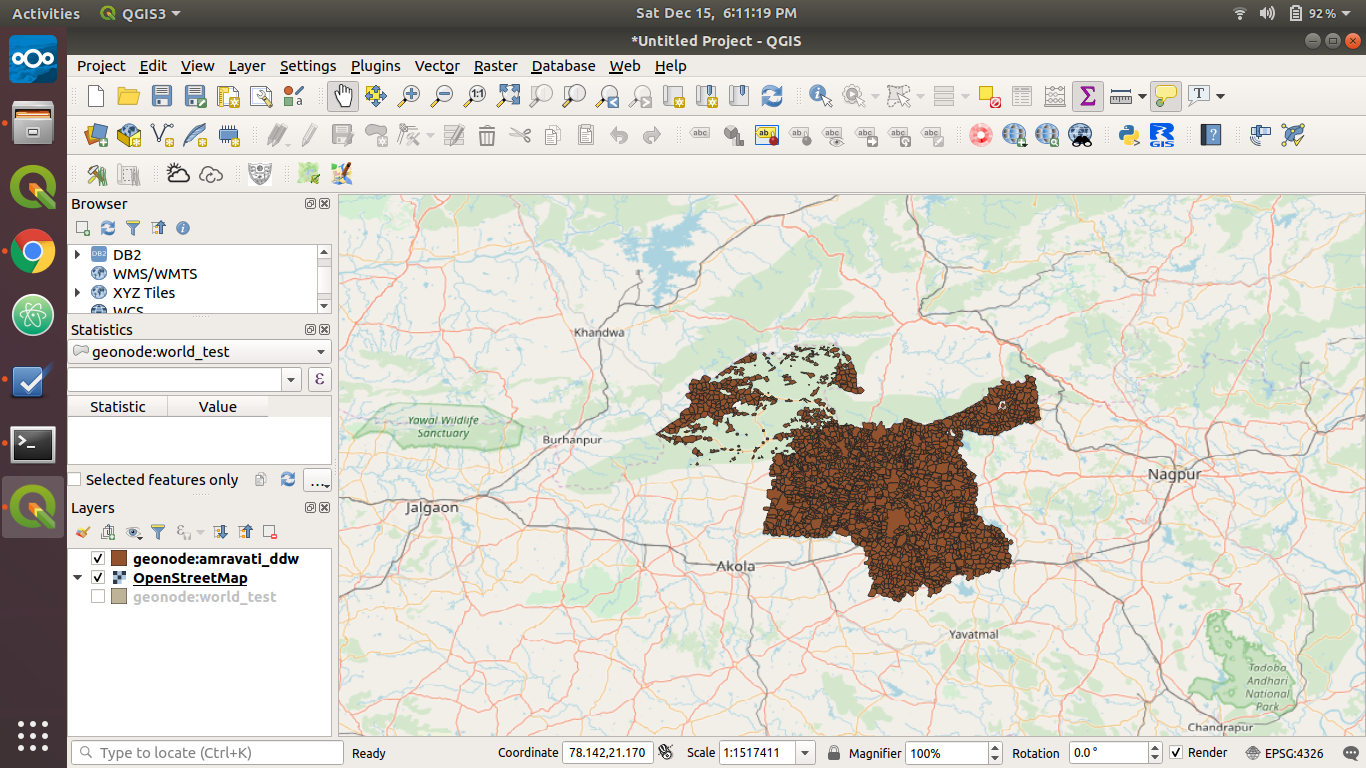 Activities QGIS3 Sat Dec 15, 6:11:19 PM 92%
*Untitled Project - QGIS
Project Edit View Layer Settings Plugins Vector Raster Database Web Help
Browser
DB2
WMS/WMTS
XYZ Tiles
WCS
Statistics
geonode:world_test
ε
Statistic Value
Selected features only
...
Layers
geonode:amravati_ddw
OpenStreetMap
geonode:world_test
Khandwa
Yawal Wildlife
Sanctuary
Burhanpur
Nagpur
Jalgaon
Akola
Yavatmal
Tadoba
Andhari
National
Park
Chandrapur
Type to locate (Ctrl+K) Ready Coordinate 78.142,21.170 Scale 1:1517411 Magnifier 100% Rotation 0.0 ° Render EPSG:4326